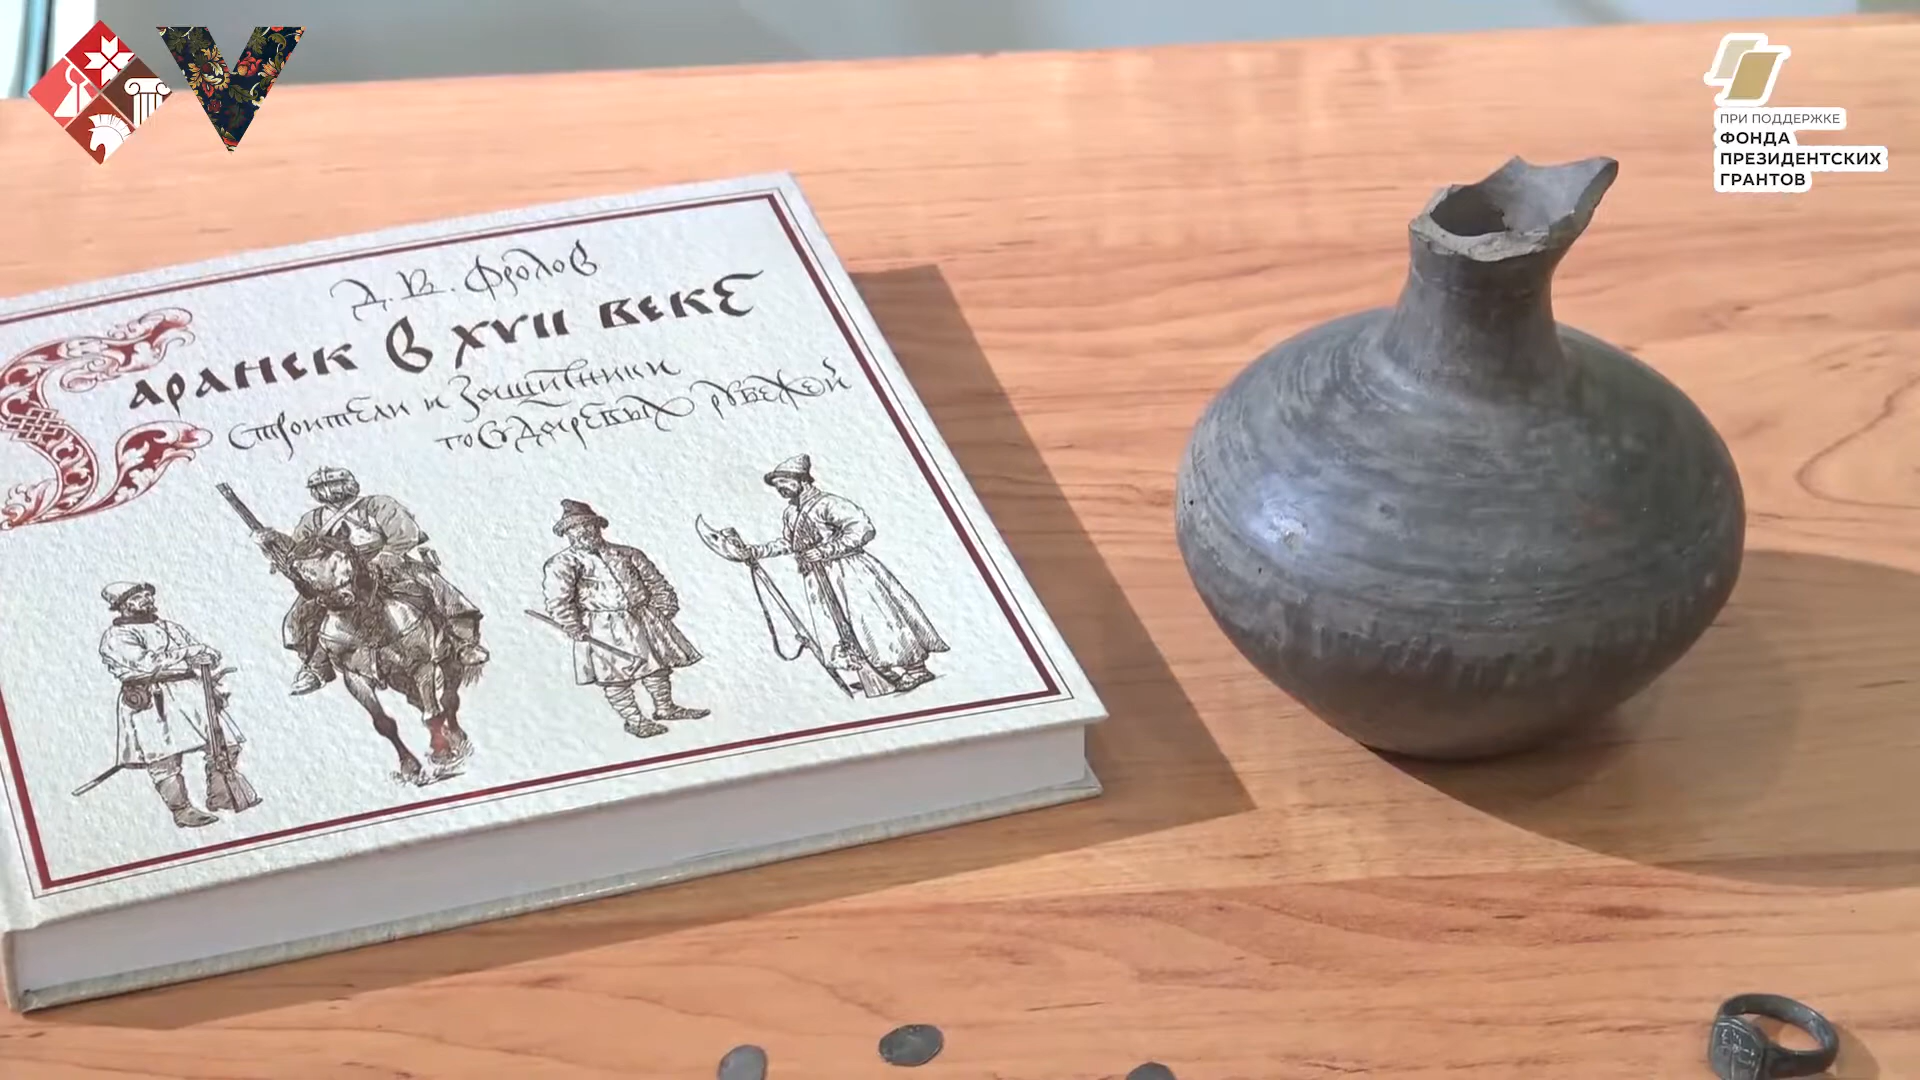 Д. В. Фролов
Саранск в XVII веке
строители и защитники
государевых рубежей
ПРИ ПОДДЕРЖКЕ
ФОНДА
ПРЕЗИДЕНТСКИХ
ГРАНТОВ
V